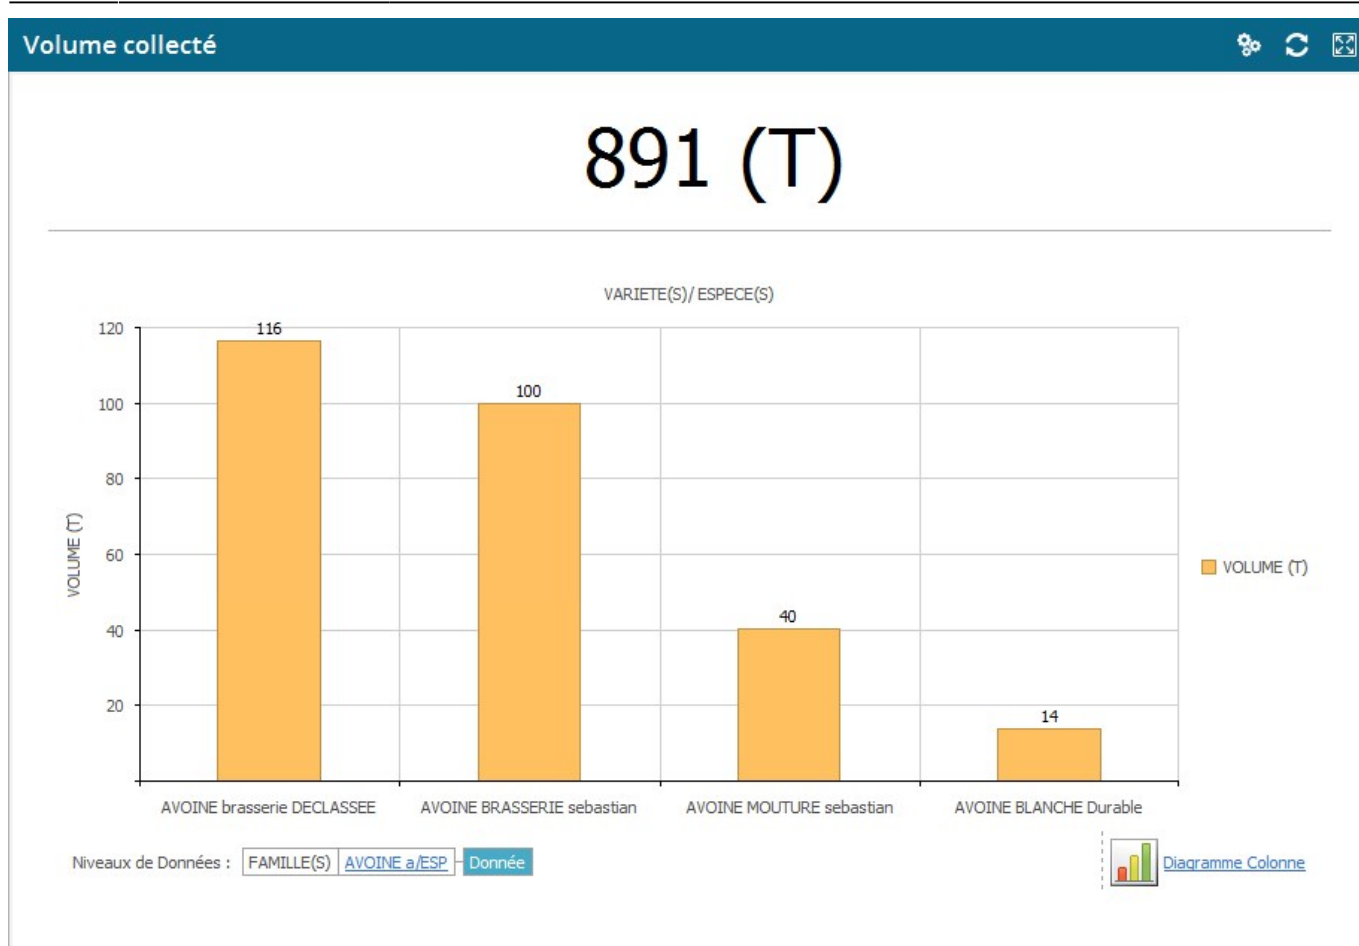 Volume collecté
891 (T)
VARIETE(S)/ ESPECE(S)
120
100
80
60
40
20
VOLUME (T)
116
100
40
14
VOLUME (T)
AVOINE brasserie DECLASSEE
AVOINE BRASSERIE sebastian
AVOINE MOUTURE sebastian
AVOINE BLANCHE Durable
Niveaux de Données : FAMILLE(S) AVOINE a/ESP Donnée
Diagramme Colonne